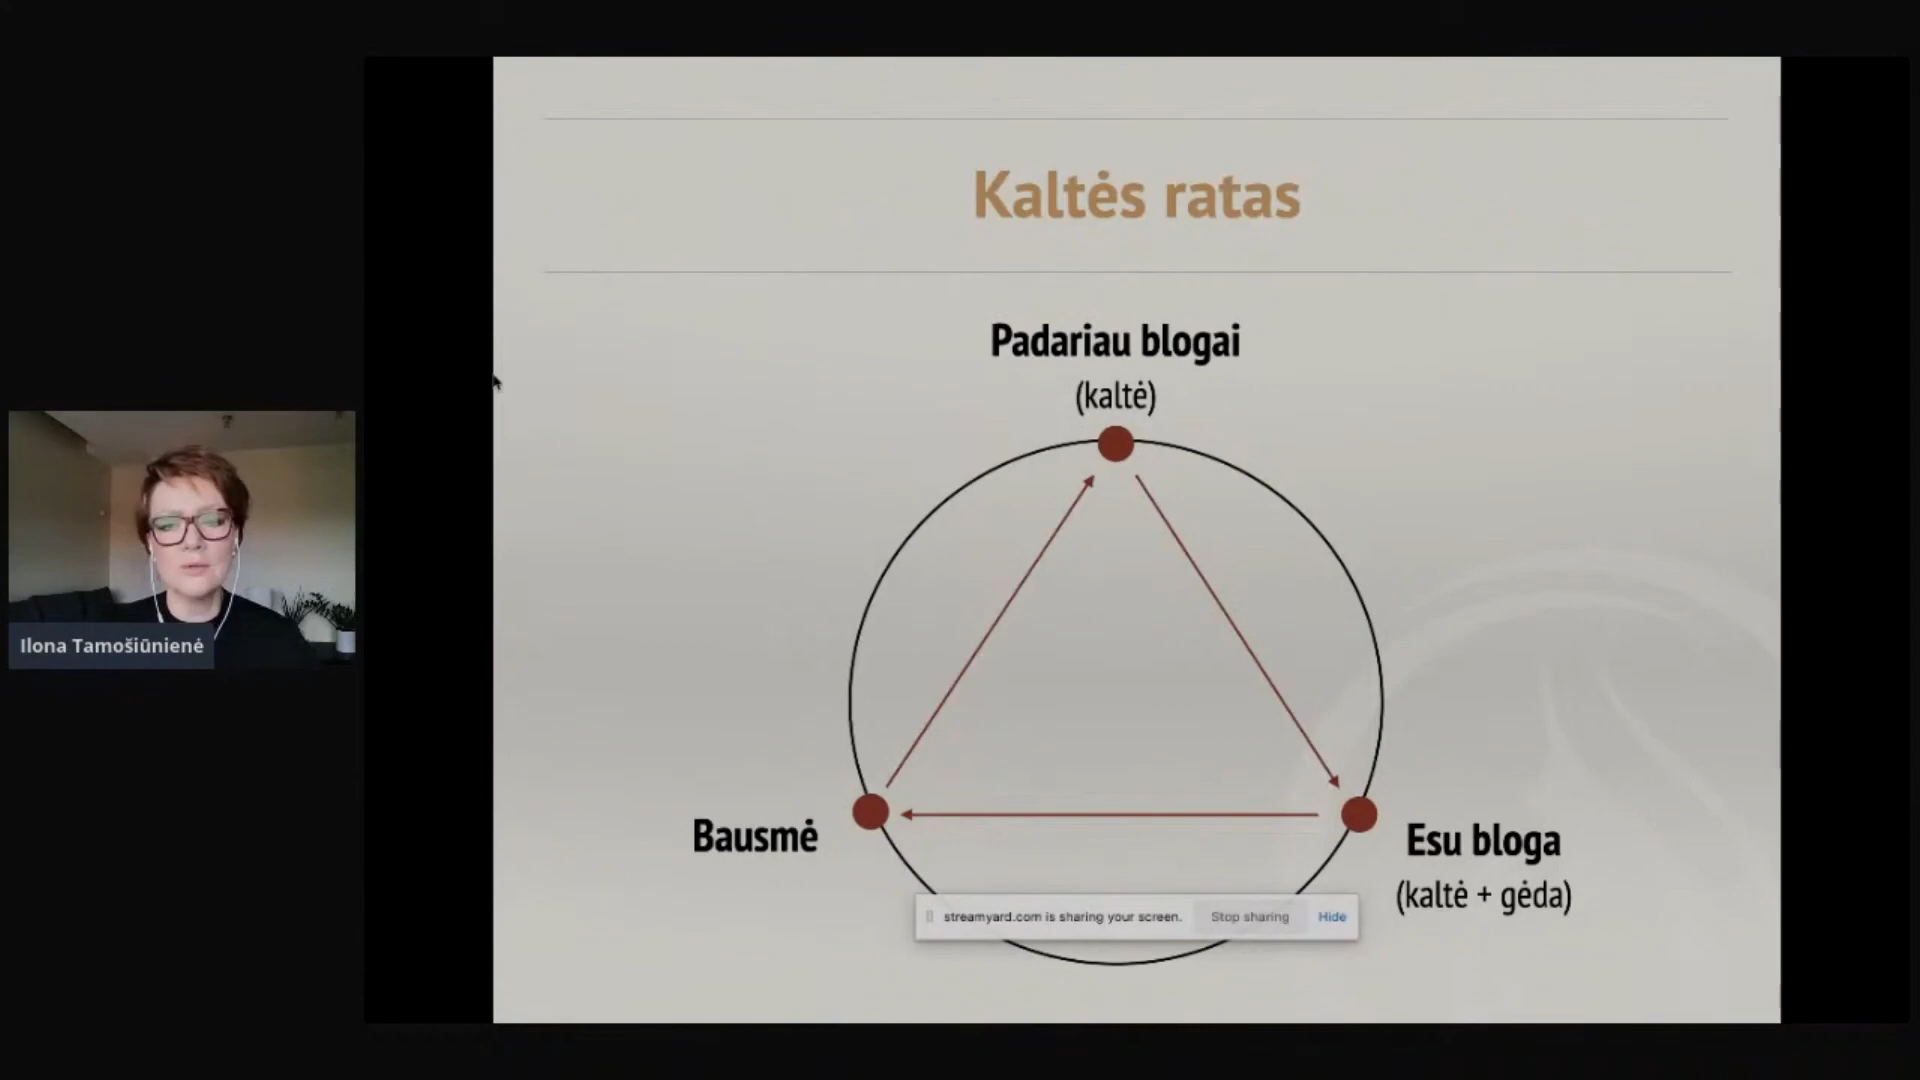 Kaltės ratas
Padariau blogai
(kaltė)
Bausmė
Esu bloga
(kaltė + gėda)
streamyard.com is sharing your screen. Stop sharing Hide
Ilona Tamošiūnienė